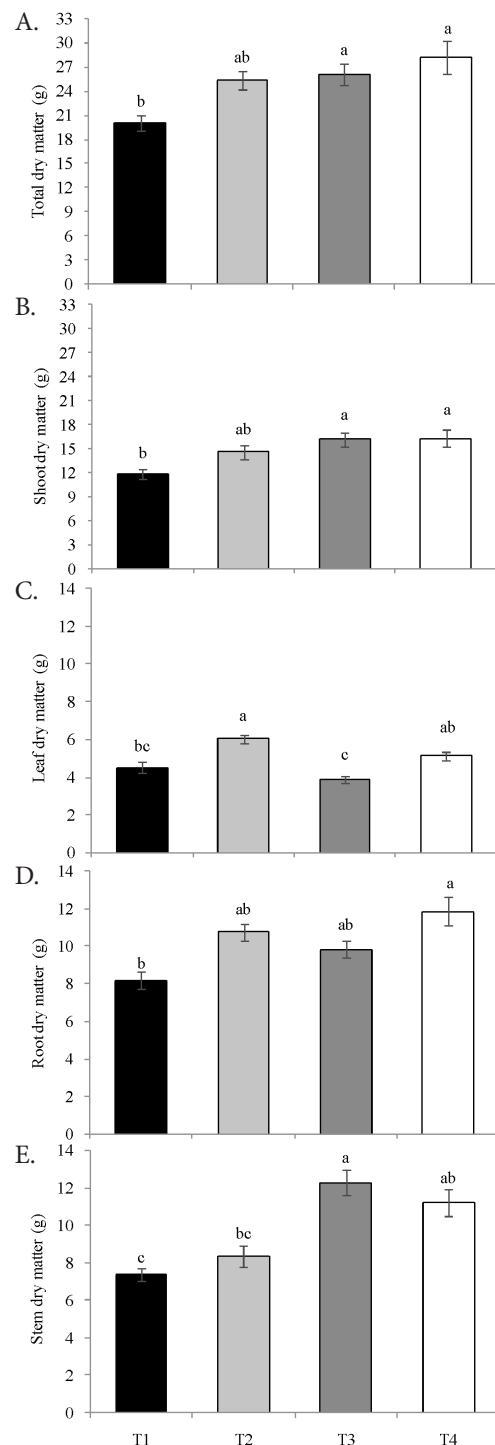 A.
Total dry matter (g)
33
30
27
24
21
18
15
12
9
6
3
0
b
ab
a
a
B.
Shoot dry matter (g)
33
30
27
24
21
18
15
12
9
6
3
0
b
ab
a
a
C.
Leaf dry matter (g)
14
12
10
8
6
4
2
0
bc
a
c
ab
D.
Root dry matter (g)
14
12
10
8
6
4
2
0
b
ab
ab
a
E.
Stem dry matter (g)
14
12
10
8
6
4
2
0
c
bc
a
ab
T1 T2 T3 T4